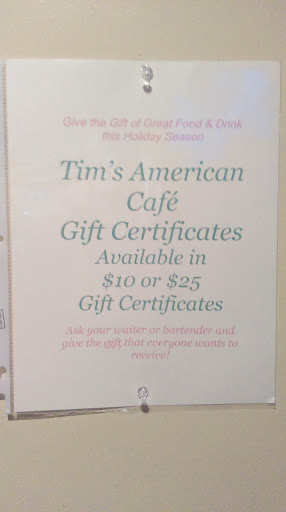 Give the Gift of Great Food & Drink
this Holiday Season
Tim's American
Café
Gift Certificates
Available in
$10 or $25
Gift Certificates
Ask your waiter or bartender and
give the gift that everyone wants to
receive!